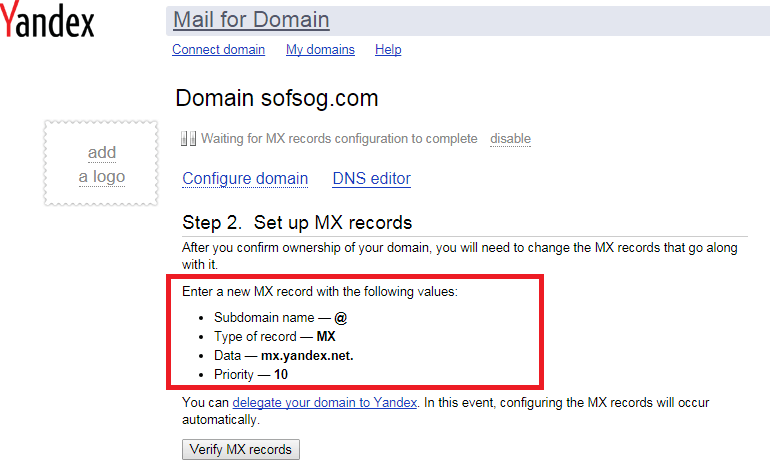 Yandex
Mail for Domain
Connect domain My domains Help
Domain sofsog.com
Waiting for MX records configuration to complete disable
add
a logo
Configure domain DNS editor
Step 2. Set up MX records
After you confirm ownership of your domain, you will need to change the MX records that go along
with it.
Enter a new MX record with the following values:
• Subdomain name — @
• Type of record — MX
• Data — mx.yandex.net.
• Priority — 10
You can delegate your domain to Yandex. In this event, configuring the MX records will occur
automatically.
Verify MX records